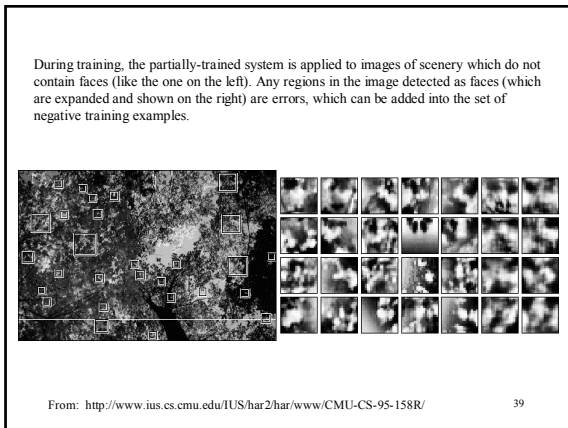 During training, the partially-trained system is applied to images of scenery which do not
contain faces (like the one on the left). Any regions in the image detected as faces (which
are expanded and shown on the right) are errors, which can be added into the set of
negative training examples.
From: http://www.ius.cs.cmu.edu/IUS/har2/har/www/CMU-CS-95-158R/
39